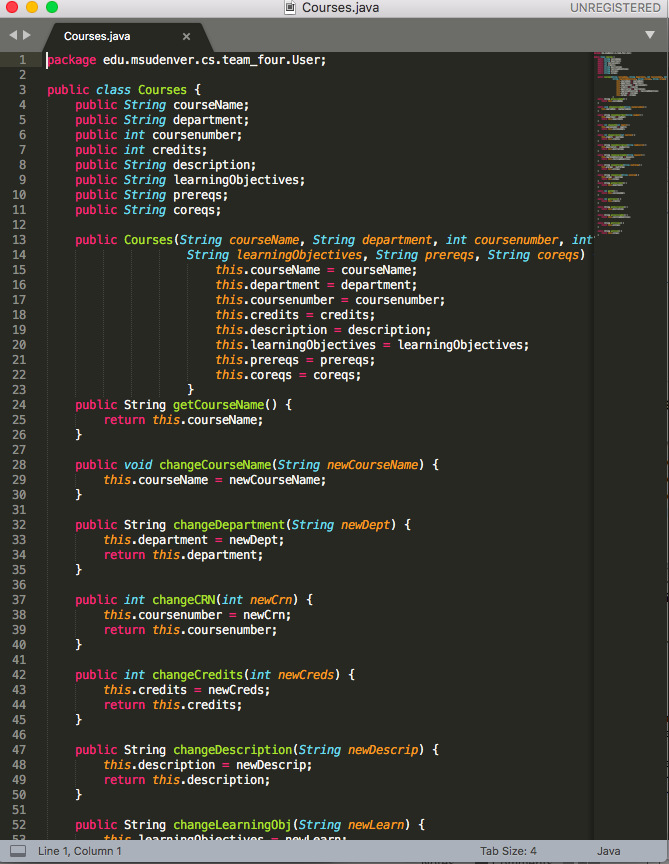 Courses.java
UNREGISTERED
Courses.java ×
1 package edu.msudenver.cs.team_four.User;
2
3 public class Courses {
4 public String courseName;
5 public String department;
6 public int coursenumber;
7 public int credits;
8 public String description;
9 public String learningObjectives;
10 public String prereqs;
11 public String coreqs;
12
13 public Courses(String courseName, String department, int coursenumber, int
14 String learningObjectives, String prereqs, String coreqs)
15 this.courseName = courseName;
16 this.department = department;
17 this.coursenumber = coursenumber;
18 this.credits = credits;
19 this.description = description;
20 this.learningObjectives = learningObjectives;
21 this.prereqs = prereqs;
22 this.coreqs = coreqs;
23 }
24 public String getCourseName() {
25 return this.courseName;
26 }
27
28 public void changeCourseName(String newCourseName) {
29 this.courseName = newCourseName;
30 }
31
32 public String changeDepartment(String newDept) {
33 this.department = newDept;
34 return this.department;
35 }
36
37 public int changeCRN(int newCrn) {
38 this.coursenumber = newCrn;
39 return this.coursenumber;
40 }
41
42 public int changeCredits(int newCreds) {
43 this.credits = newCreds;
44 return this.credits;
45 }
46
47 public String changeDescription(String newDescrip) {
48 this.description = newDescrip;
49 return this.description;
50 }
51
52 public String changeLearningObj(String newLearn) {
53 this.learningObjectives = newLearn;
Line 1, Column 1
Tab Size: 4
Java